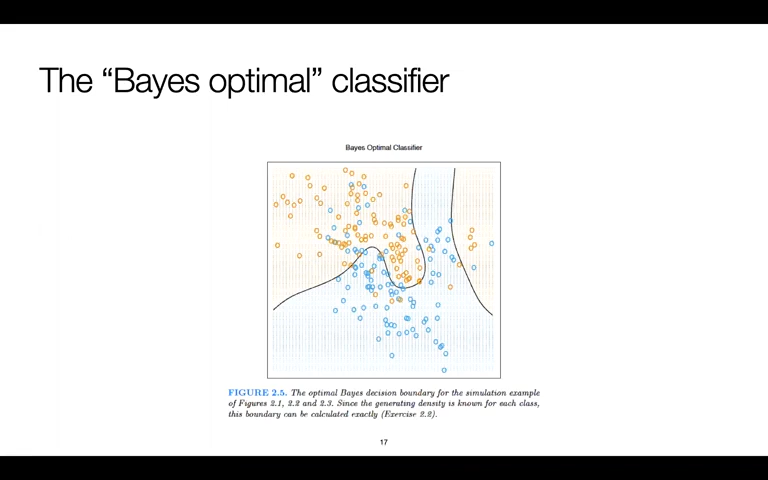 The “Bayes optimal” classifier
Bayes Optimal Classifier
FIGURE 2.5. The optimal Bayes decision boundary for the simulation example
of Figures 2.1, 2.2 and 2.3. Since the generating density is known for each class,
this boundary can be calculated exactly (Exercise 2.2).
17